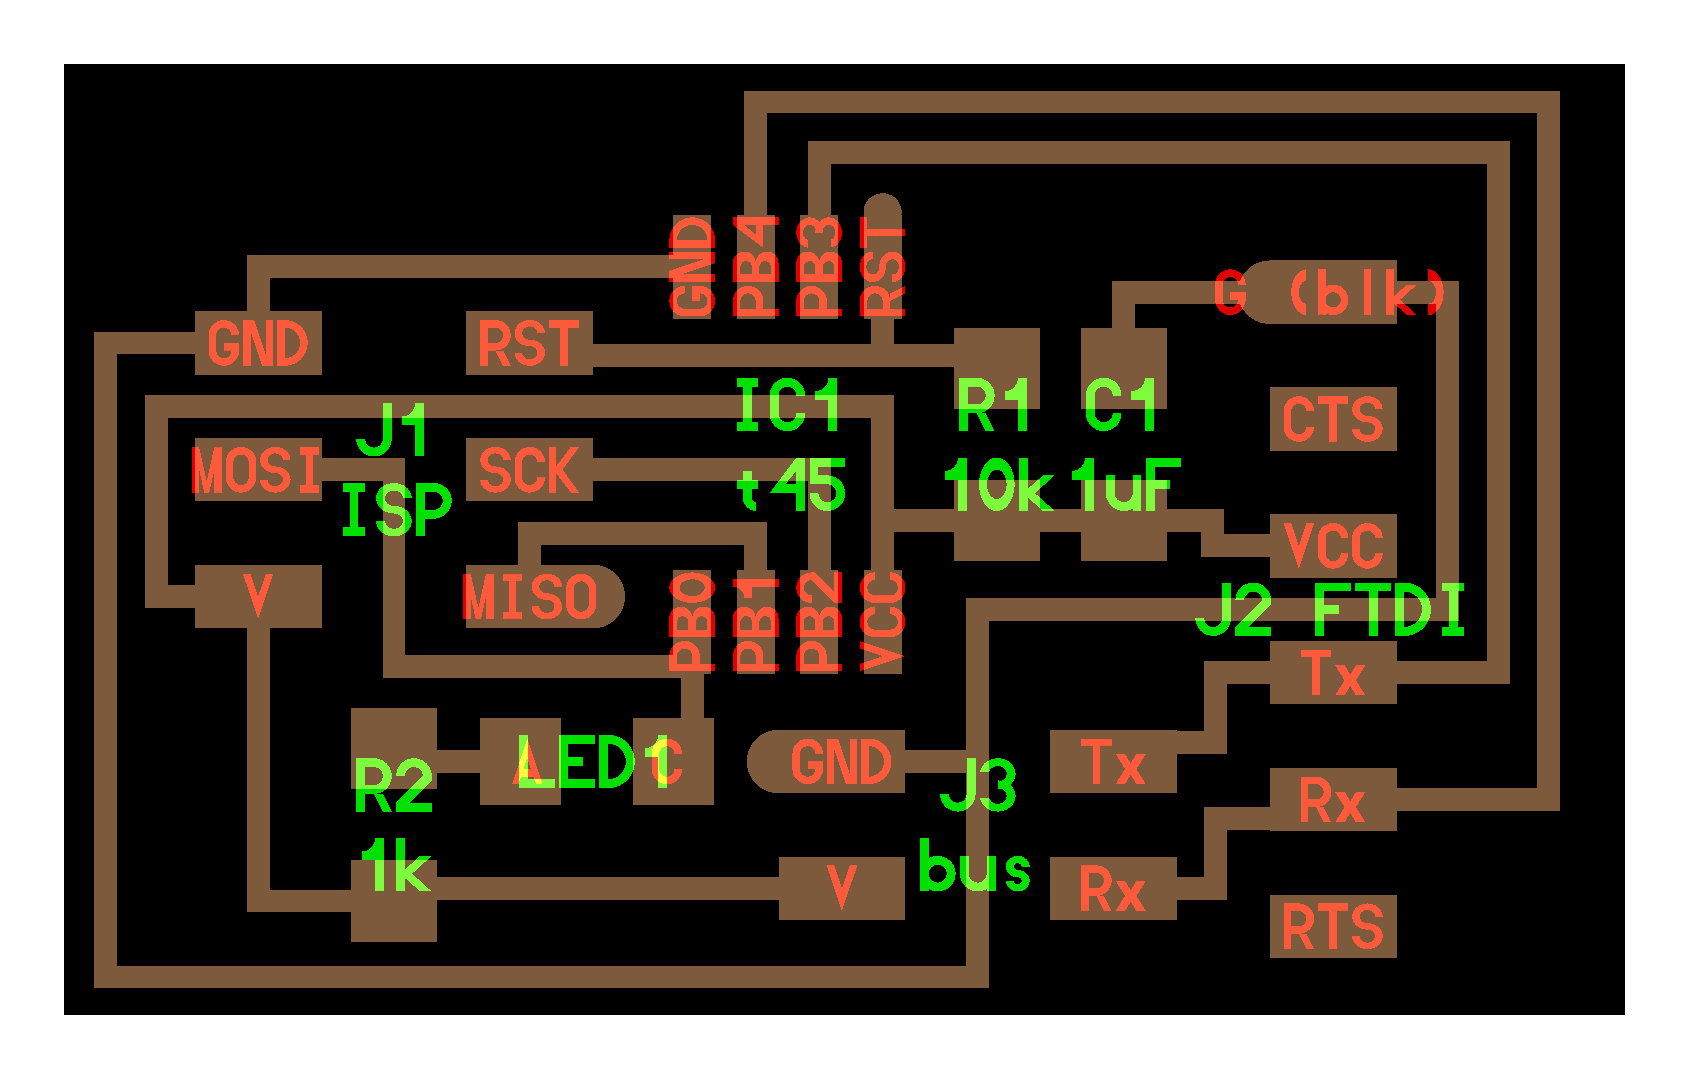 GND
PB4
PB3
RST
G (blk)
GND
RST
IC1
t45
R1
10k
C1
1uF
CTS
J1
ISP
MOSI
SCK
VCC
V
MISO
PB0
PB1
PB2
VCC
J2 FTDI
Tx
R2
1k
A
LED1
C
GND
J3
bus
Tx
Rx
V
Rx
RTS